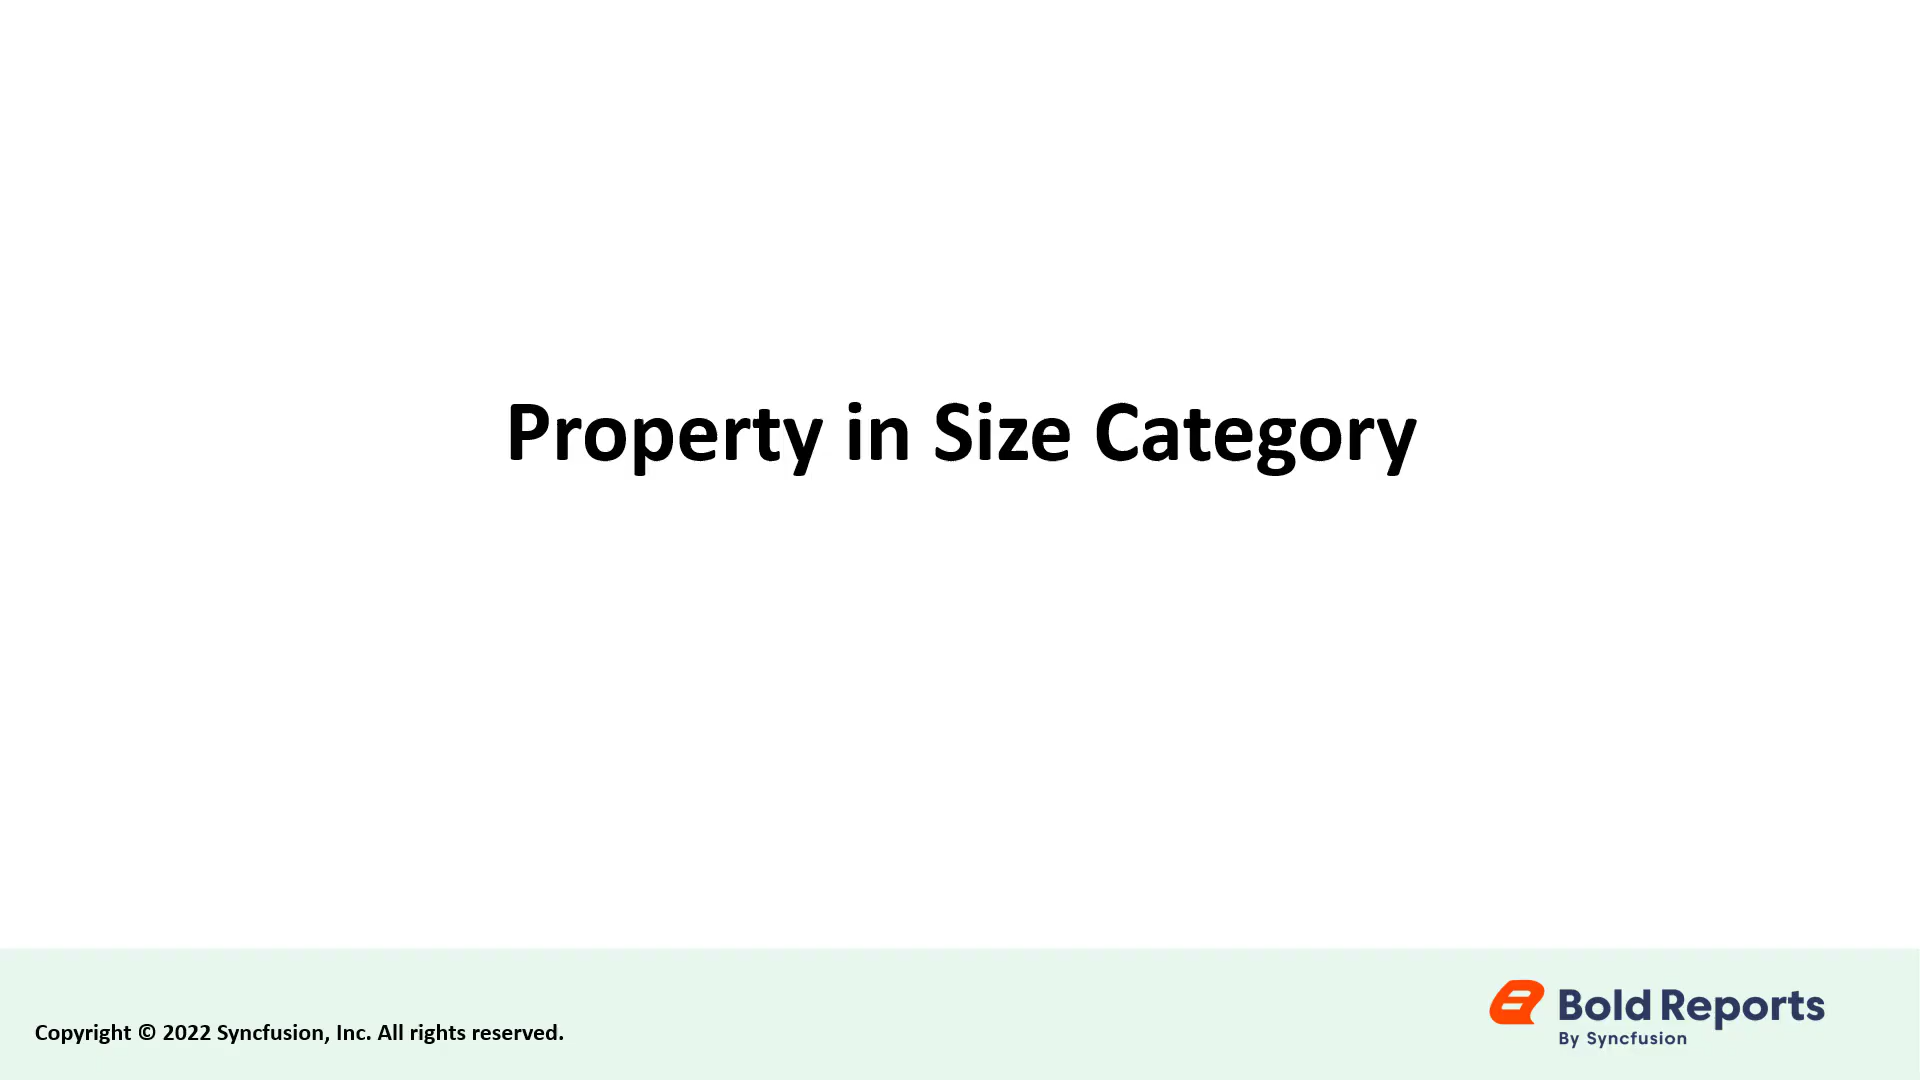 Property in Size Category
Copyright © 2022 Syncfusion, Inc. All rights reserved.
Bold Reports
By Syncfusion